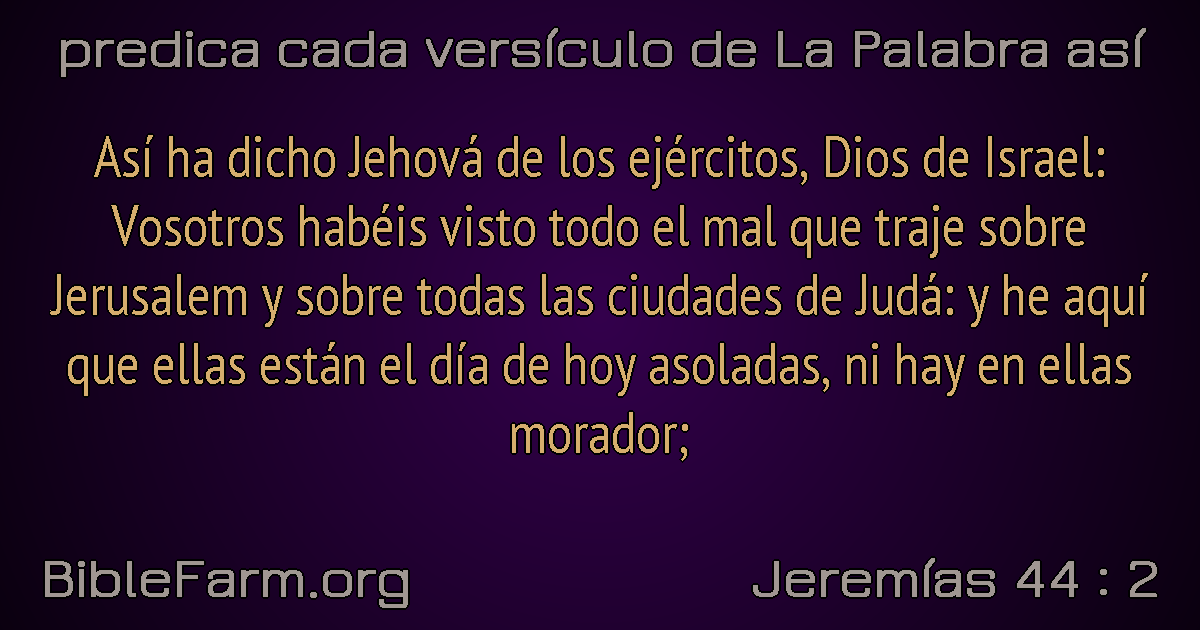 predica cada versículo de La Palabra así
Así ha dicho Jehová de los ejércitos, Dios de Israel:
Vosotros habéis visto todo el mal que traje sobre
Jerusalem y sobre todas las ciudades de Judá: y he aquí
que ellas están el día de hoy asoladas, ni hay en ellas
morador;
BibleFarm.org
Jeremías 44 : 2